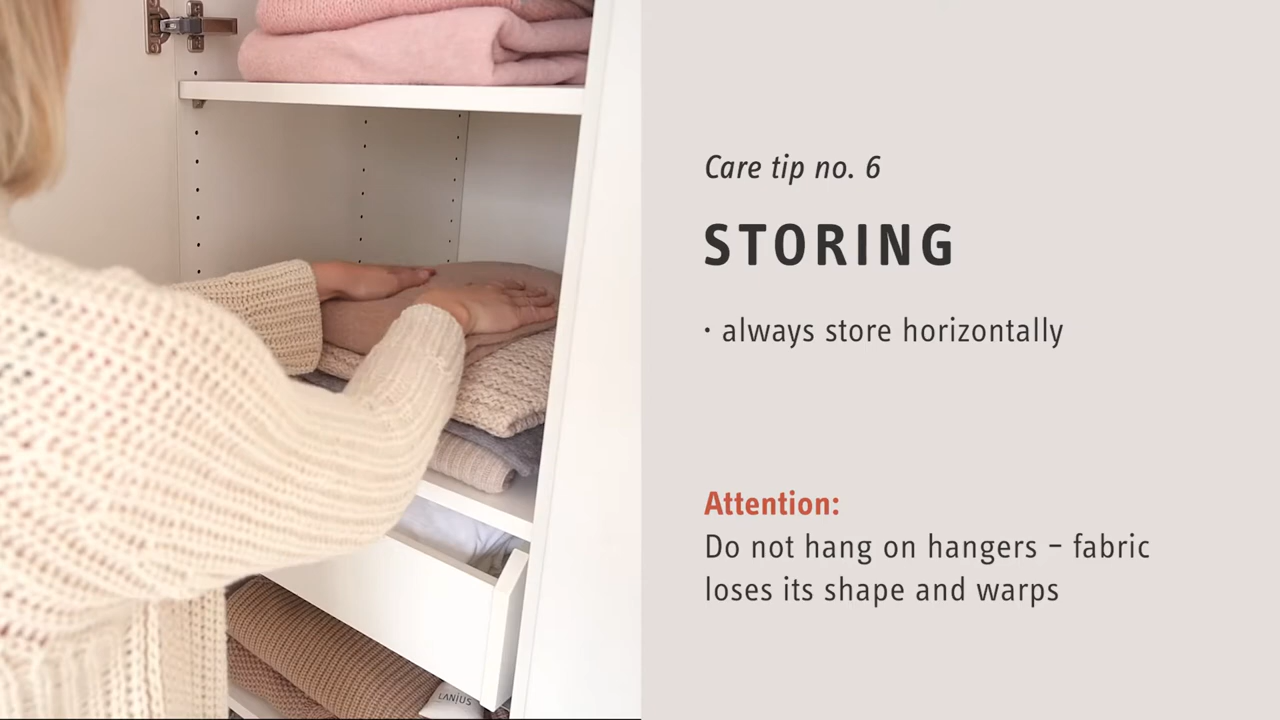 Care tip no. 6
STORING
· always store horizontally
Attention:
Do not hang on hangers – fabric
loses its shape and warps
LANIUS